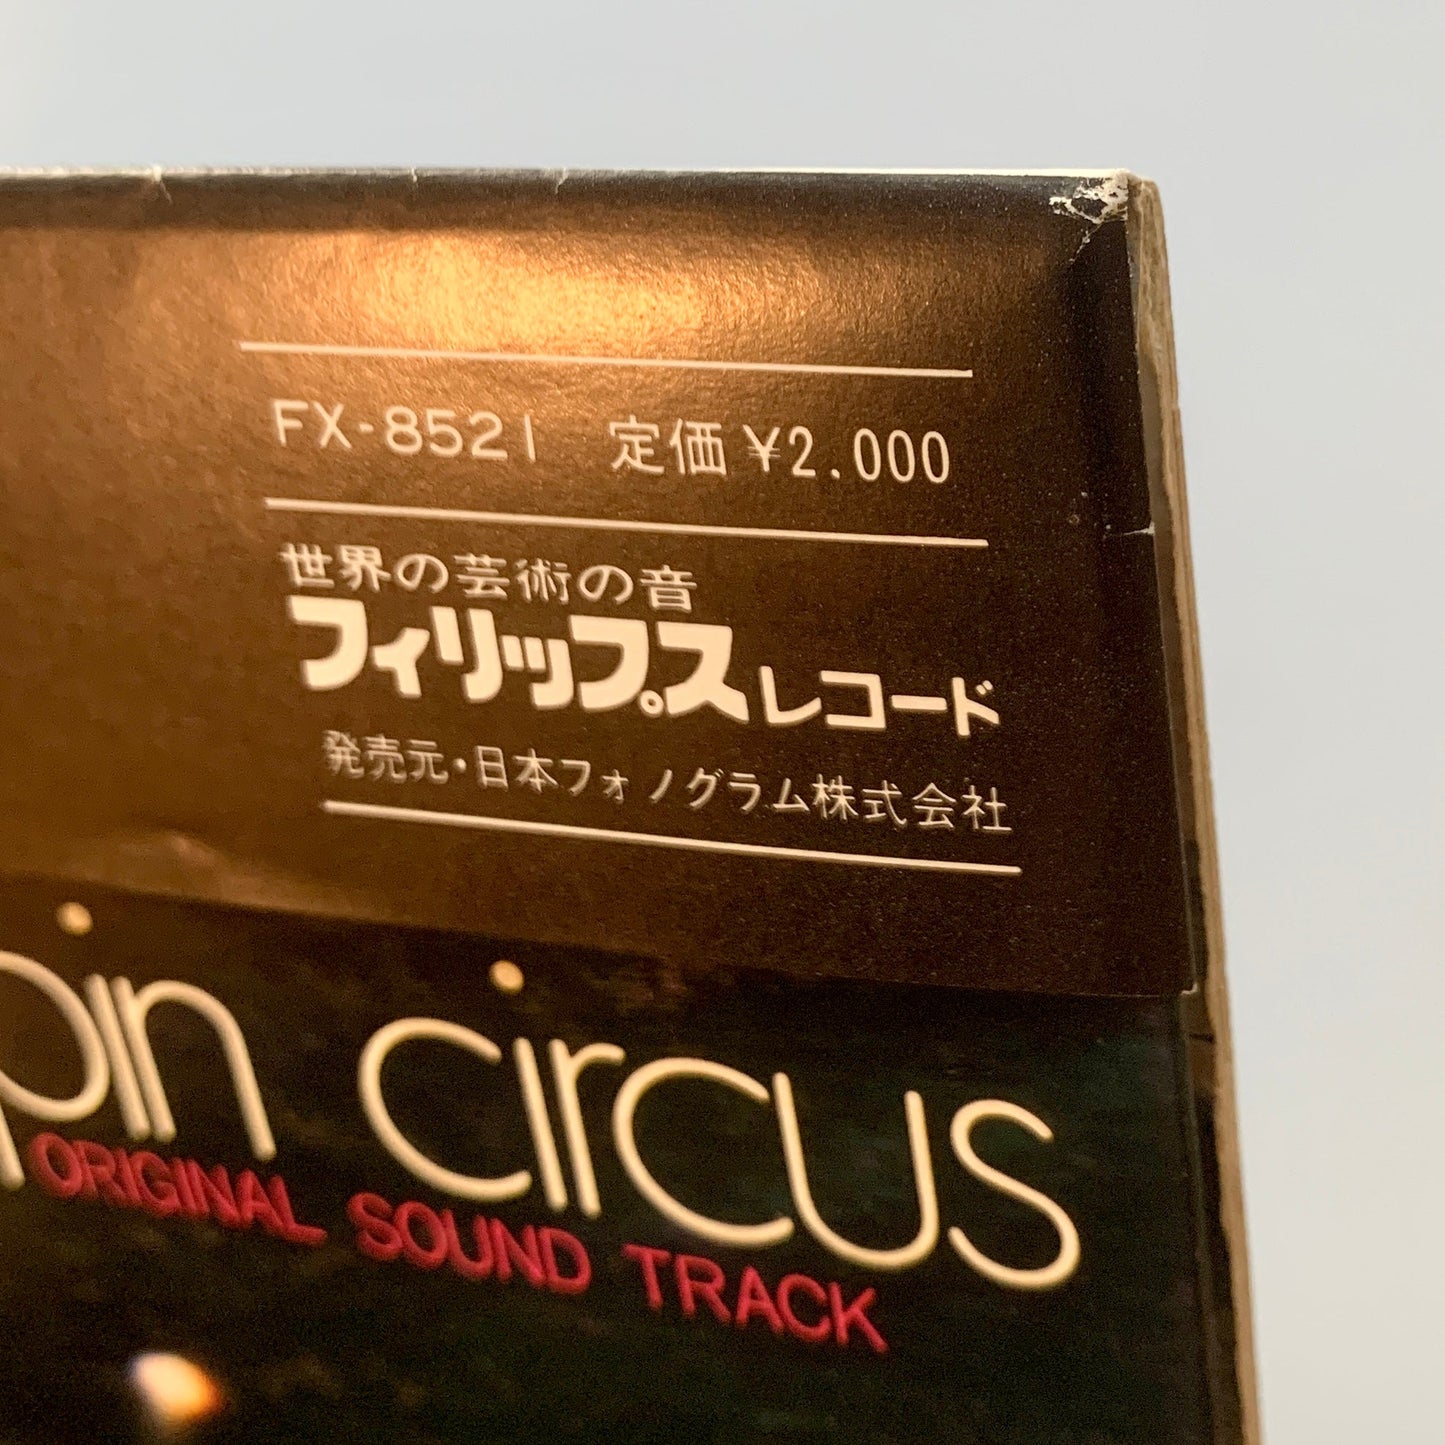 FX-8521 定価 ¥2.000
世界の芸術の音
フィリップスレコード
発売元・日本フォノグラム株式会社
pin circus
ORIGINAL SOUND TRACK